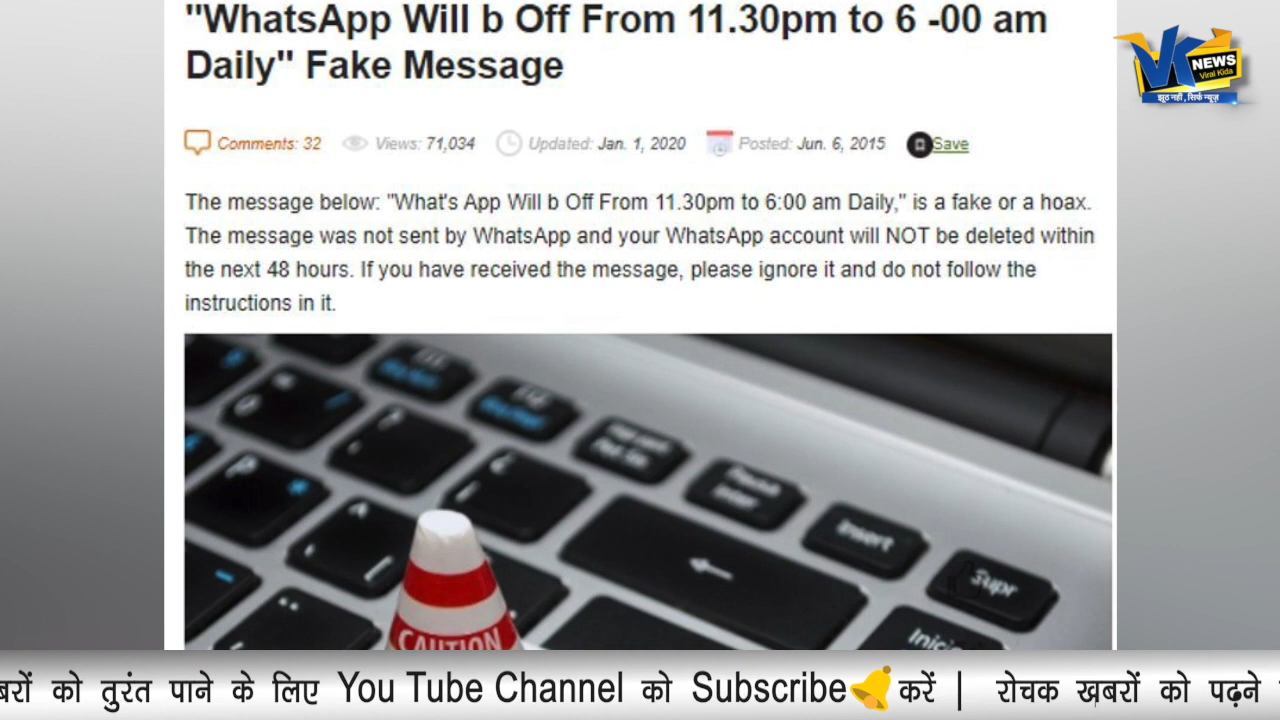 "WhatsApp Will b Off From 11.30pm to 6 -00 am
Daily" Fake Message
NEWS
Viral Kida
झूठ नहीं, सिर्फ न्यूज़
Comments: 32 Views: 71,034 Updated: Jan. 1, 2020 Posted: Jun. 6, 2015 Save
The message below: "What's App Will b Off From 11.30pm to 6:00 am Daily," is a fake or a hoax.
The message was not sent by WhatsApp and your WhatsApp account will NOT be deleted within
the next 48 hours. If you have received the message, please ignore it and do not follow the
instructions in it.
Insert
Supr
CAUTION
बरों को तुरंत पाने के लिए You Tube Channel को Subscribe करें | रोचक ख़बरों को पढ़ने